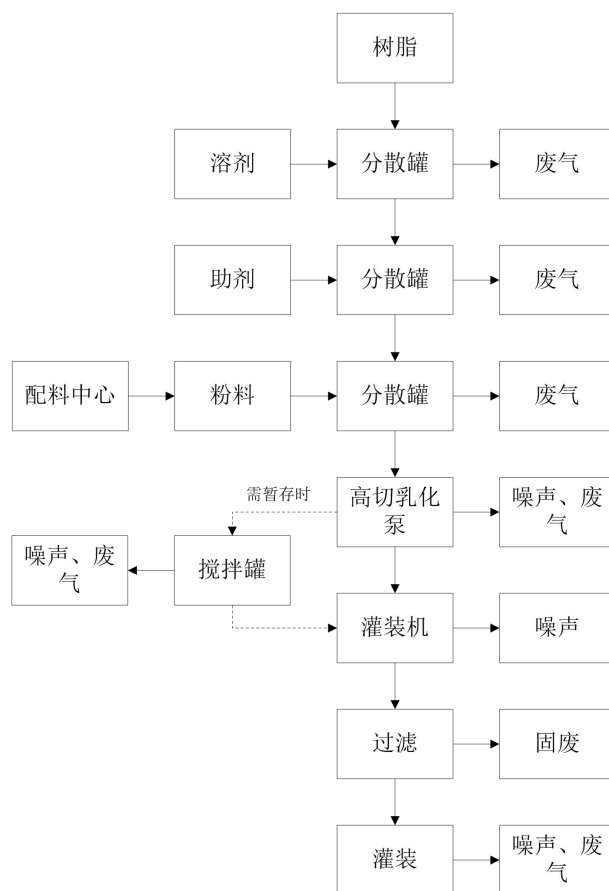 树脂
溶剂
分散罐
废气
助剂
分散罐
废气
配料中心
粉料
分散罐
废气
需暂存时
高切乳化
泵
噪声、废
气
噪声、废
气
搅拌罐
灌装机
噪声
过滤
固废
灌装
噪声、废
气